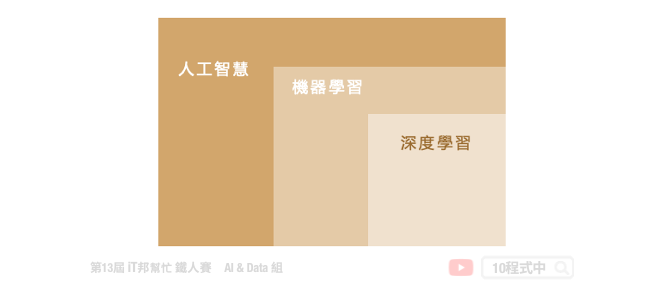 人工智慧
機器學習
深度學習
第13屆 iT邦幫忙 鐵人賽 AI & Data 組
10程式中